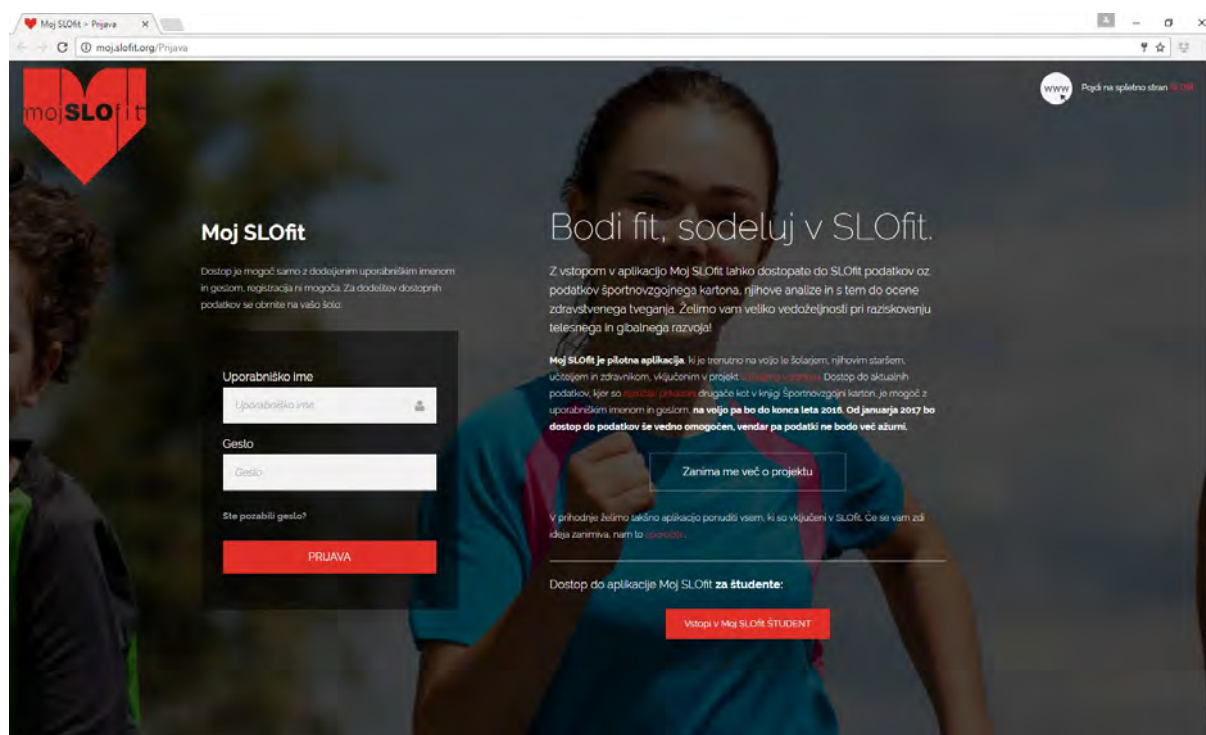 Moj SLOfit > Prijava
moj.slofit.org/Prijava
mojSLOfit
www
Pojdi na spletno stran SLOfit
Moj SLOfit
Dostop je mogoč samo z dodeljenim uporabniškim imenom
in geslom, registracija ni mogoča. Za dodelitev dostopnih
podatkov se obrnite na vašo šolo.
Uporabniško ime
Uporabniško ime
Geslo
Geslo
Ste pozabili geslo?
PRIJAVA
Bodi fit, sodeluj v SLOfit.
Z vstopom v aplikacijo Moj SLOfit lahko dostopate do SLOfit podatkov oz.
podatkov športnovzgojnega kartona, njihove analize in s tem do ocene
zdravstvenega tveganja. Želimo vam veliko vedoželjnosti pri raziskovanju
telesnega in gibalnega razvoja!
Moj SLOfit je pilotna aplikacija, ki je trenutno na voljo le šolarjem, njihovim staršem,
učiteljem in zdravnikom, vključenim v projekt Dostop do aktualnih
podatkov, kjer so drugače kot v knjigi Športnovzgojni karton, je mogoč z
uporabniškim imenom in geslom, na voljo pa bo do konca leta 2016. Od januarja 2017 bo
dostop do podatkov še vedno omogočen, vendar pa podatki ne bodo več ažurni.
Zanima me več o projektu
V prihodnje želimo takšno aplikacijo ponuditi vsem, ki so vključeni v SLOfit. Če se vam zdi
ideja zanimiva, nam to sporočite.
Dostop do aplikacije Moj SLOfit za študente:
Vstopi v Moj SLOfit ŠTUDENT